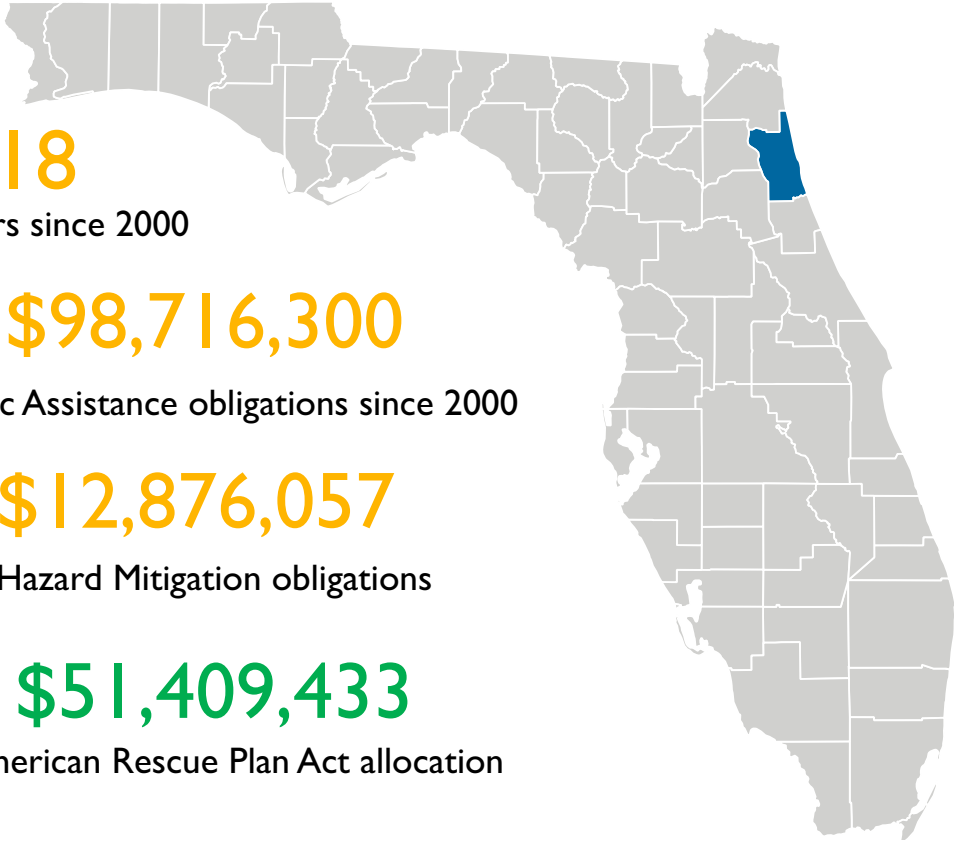 18
rs since 2000
$98,716,300
c Assistance obligations since 2000
$12,876,057
Hazard Mitigation obligations
$51,409,433
merican Rescue Plan Act allocation